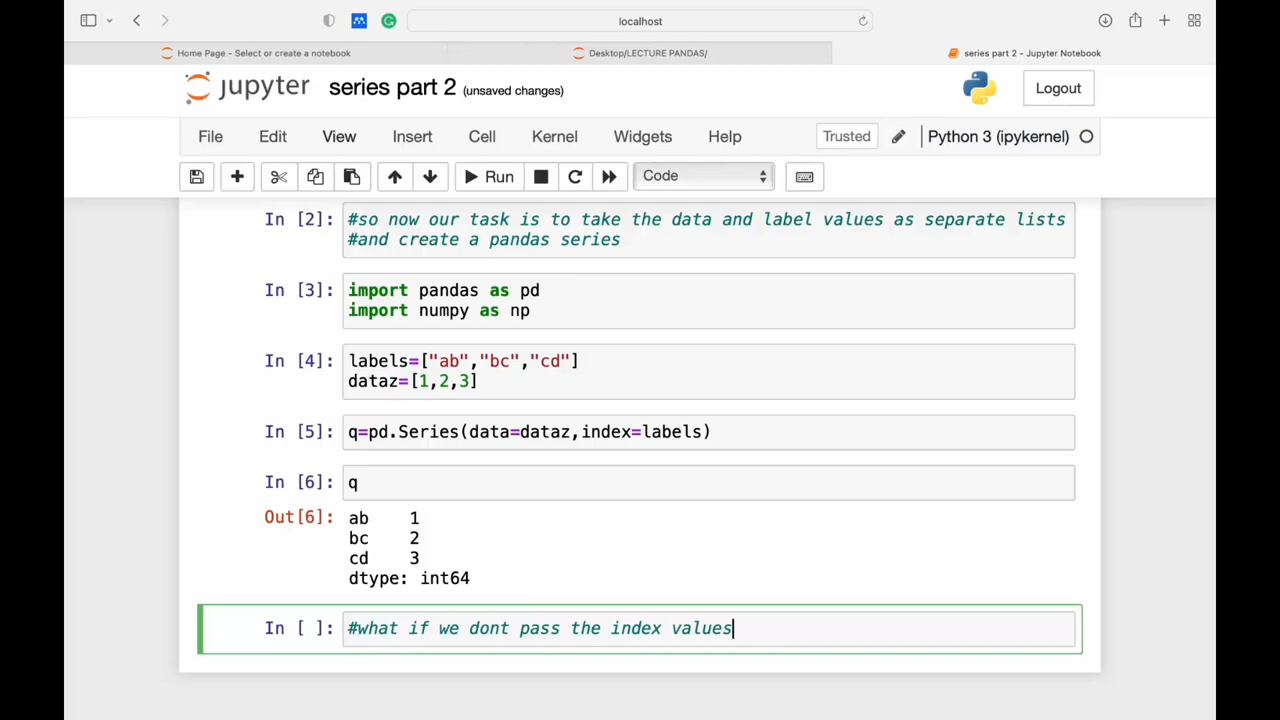 localhost
Home Page - Select or create a notebook
Desktop/LECTURE PANDAS/
series part 2 - Jupyter Notebook
jupyter series part 2 (unsaved changes)
Logout
File Edit View Insert Cell Kernel Widgets Help Trusted Python 3 (ipykernel)
Run Code
In [2]: #so now our task is to take the data and label values as separate lists
#and create a pandas series
In [3]: import pandas as pd
import numpy as np
In [4]: labels=["ab","bc","cd"]
dataz=[1,2,3]
In [5]: q=pd.Series(data=dataz,index=labels)
In [6]: q
Out[6]: ab 1
bc 2
cd 3
dtype: int64
In [ ]: #what if we dont pass the index values